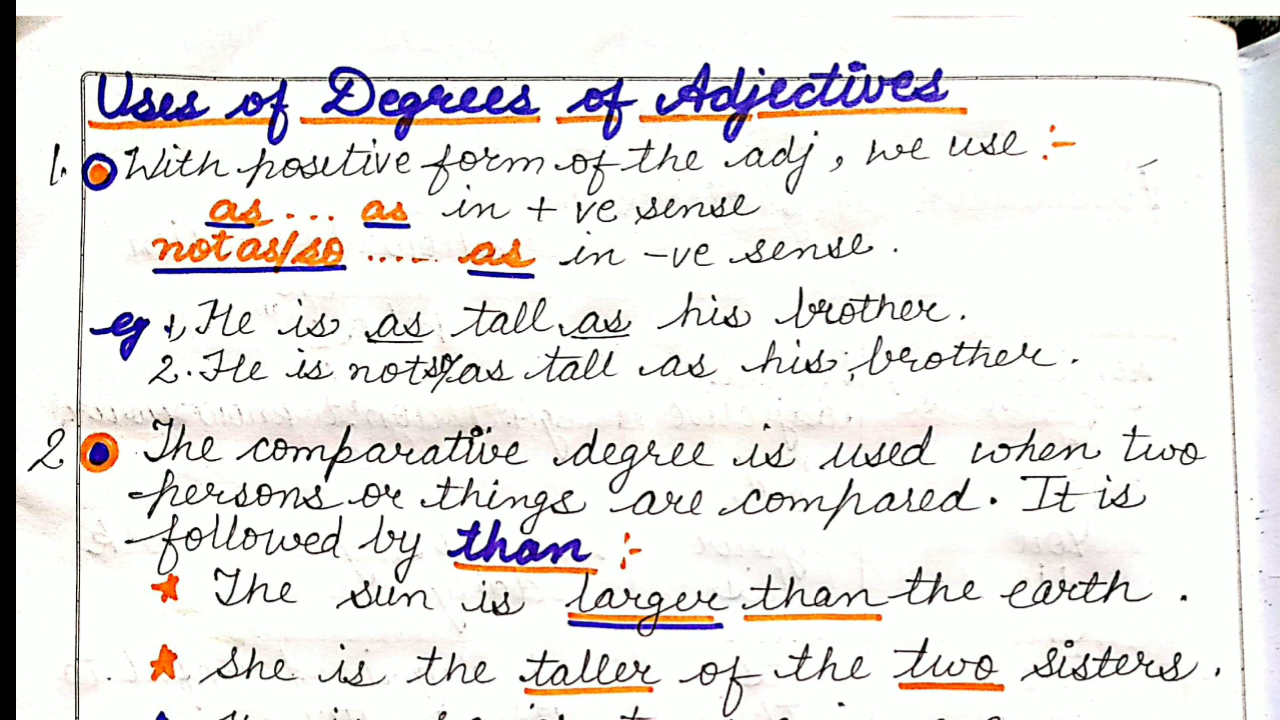 Uses of Degrees of Adjectives
1. With positive form of the adj, we use :-
as ... as in + ve sense
not as/so ..... as in -ve sense.
eg 1, He is as tall as his brother.
2. He is not so/as tall as his brother.
2 The comparative degree is used when two
persons or things are compared. It is
followed by than :-
The sun is larger than the earth.
She is the taller of the two sisters.